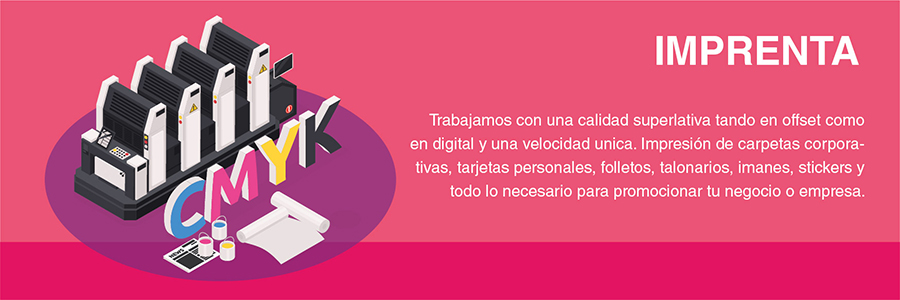 IMPRENTA
Trabajamos con una calidad superlativa tando en offset como
en digital y una velocidad unica. Impresión de carpetas corpora-
tivas, tarjetas personales, folletos, talonarios, imanes, stickers y
todo lo necesario para promocionar tu negocio o empresa.
CMYK
NEWS